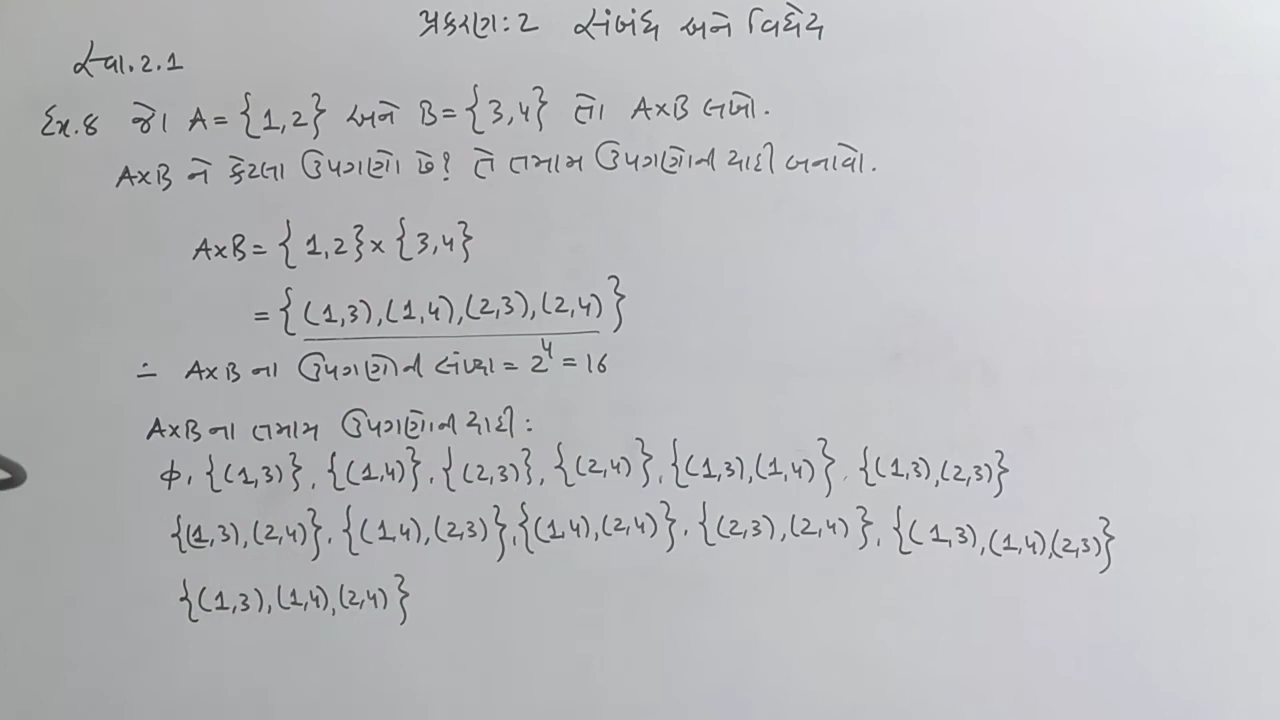 પ્રકરણ: 2 સંબંધ અને વિધેય
સ્વા. 2.1
Ex. 8 જો A = {1,2} અને B = {3,4} તો A×B લખો.
A×B ને કેટલા ઉપગણો છે? તે તમામ ઉપગણોની યાદી બનાવો.
A×B = {1,2} × {3,4}
= {(1,3),(1,4),(2,3),(2,4)}
∴ A×B ના ઉપગણોની સંખ્યા = 2⁴ = 16
A×B ના તમામ ઉપગણોની યાદી :
ϕ, {(1,3)}, {(1,4)}, {(2,3)}, {(2,4)}, {(1,3),(1,4)}, {(1,3),(2,3)}
{(1,3),(2,4)}, {(1,4),(2,3)}, {(1,4),(2,4)}, {(2,3),(2,4)}, {(1,3),(1,4),(2,3)}
{(1,3),(1,4),(2,4)}